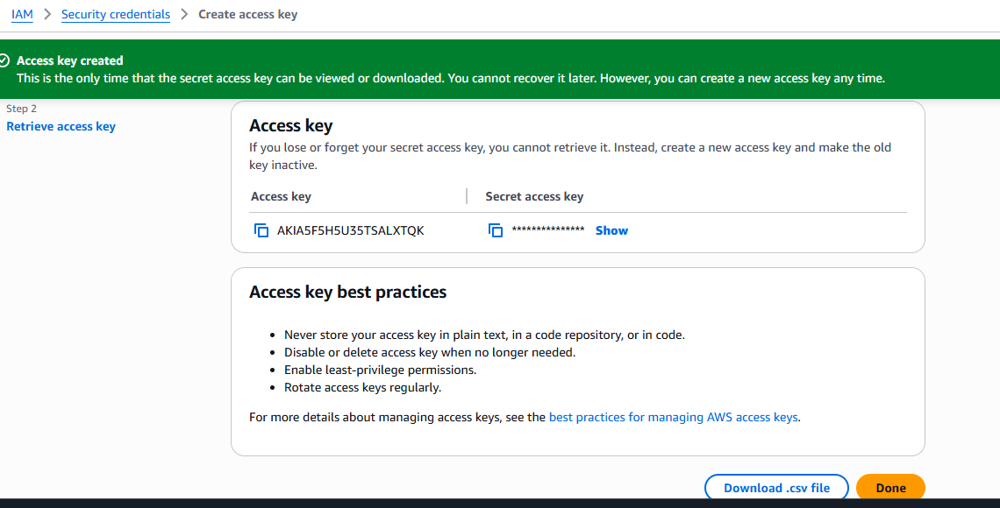 IAM > Security credentials > Create access key
Access key created
This is the only time that the secret access key can be viewed or downloaded. You cannot recover it later. However, you can create a new access key any time.
Step 2
Retrieve access key
Access key
If you lose or forget your secret access key, you cannot retrieve it. Instead, create a new access key and make the old
key inactive.
Access key
Secret access key
AKIA5F5H5U35TSALXTQK
*************** Show
Access key best practices
• Never store your access key in plain text, in a code repository, or in code.
• Disable or delete access key when no longer needed.
• Enable least-privilege permissions.
• Rotate access keys regularly.
For more details about managing access keys, see the best practices for managing AWS access keys.
Download .csv file
Done